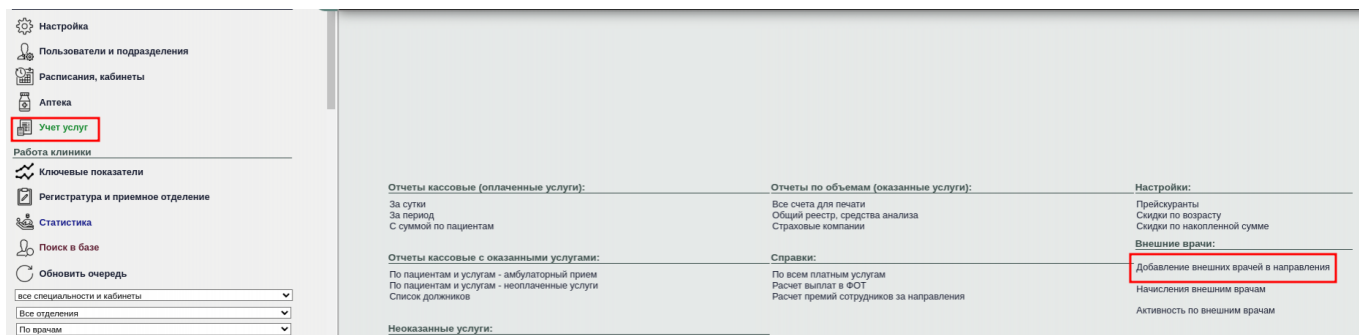 Настройка
Пользователи и подразделения
Расписания, кабинеты
Аптека
Учет услуг
Работа клиники
Ключевые показатели
Регистратура и приемное отделение
Статистика
Поиск в базе
Обновить очередь
все специальности и кабинеты
Все отделения
По врачам
Отчеты кассовые (оплаченные услуги):
За сутки
За период
С суммой по пациентам
Отчеты кассовые с оказанными услугами:
По пациентам и услугам - амбулаторный прием
По пациентам и услугам - неоплаченные услуги
Список должников
Неоказанные услуги:
Отчеты по объемам (оказанные услуги):
Все счета для печати
Общий реестр, средства анализа
Страховые компании
Справки:
По всем платным услугам
Расчет выплат в ФОТ
Расчет премий сотрудников за направления
Настройки:
Прейскуранты
Скидки по возрасту
Скидки по накопленной сумме
Внешние врачи:
Добавление внешних врачей в направления
Начисления внешним врачам
Активность по внешним врачам